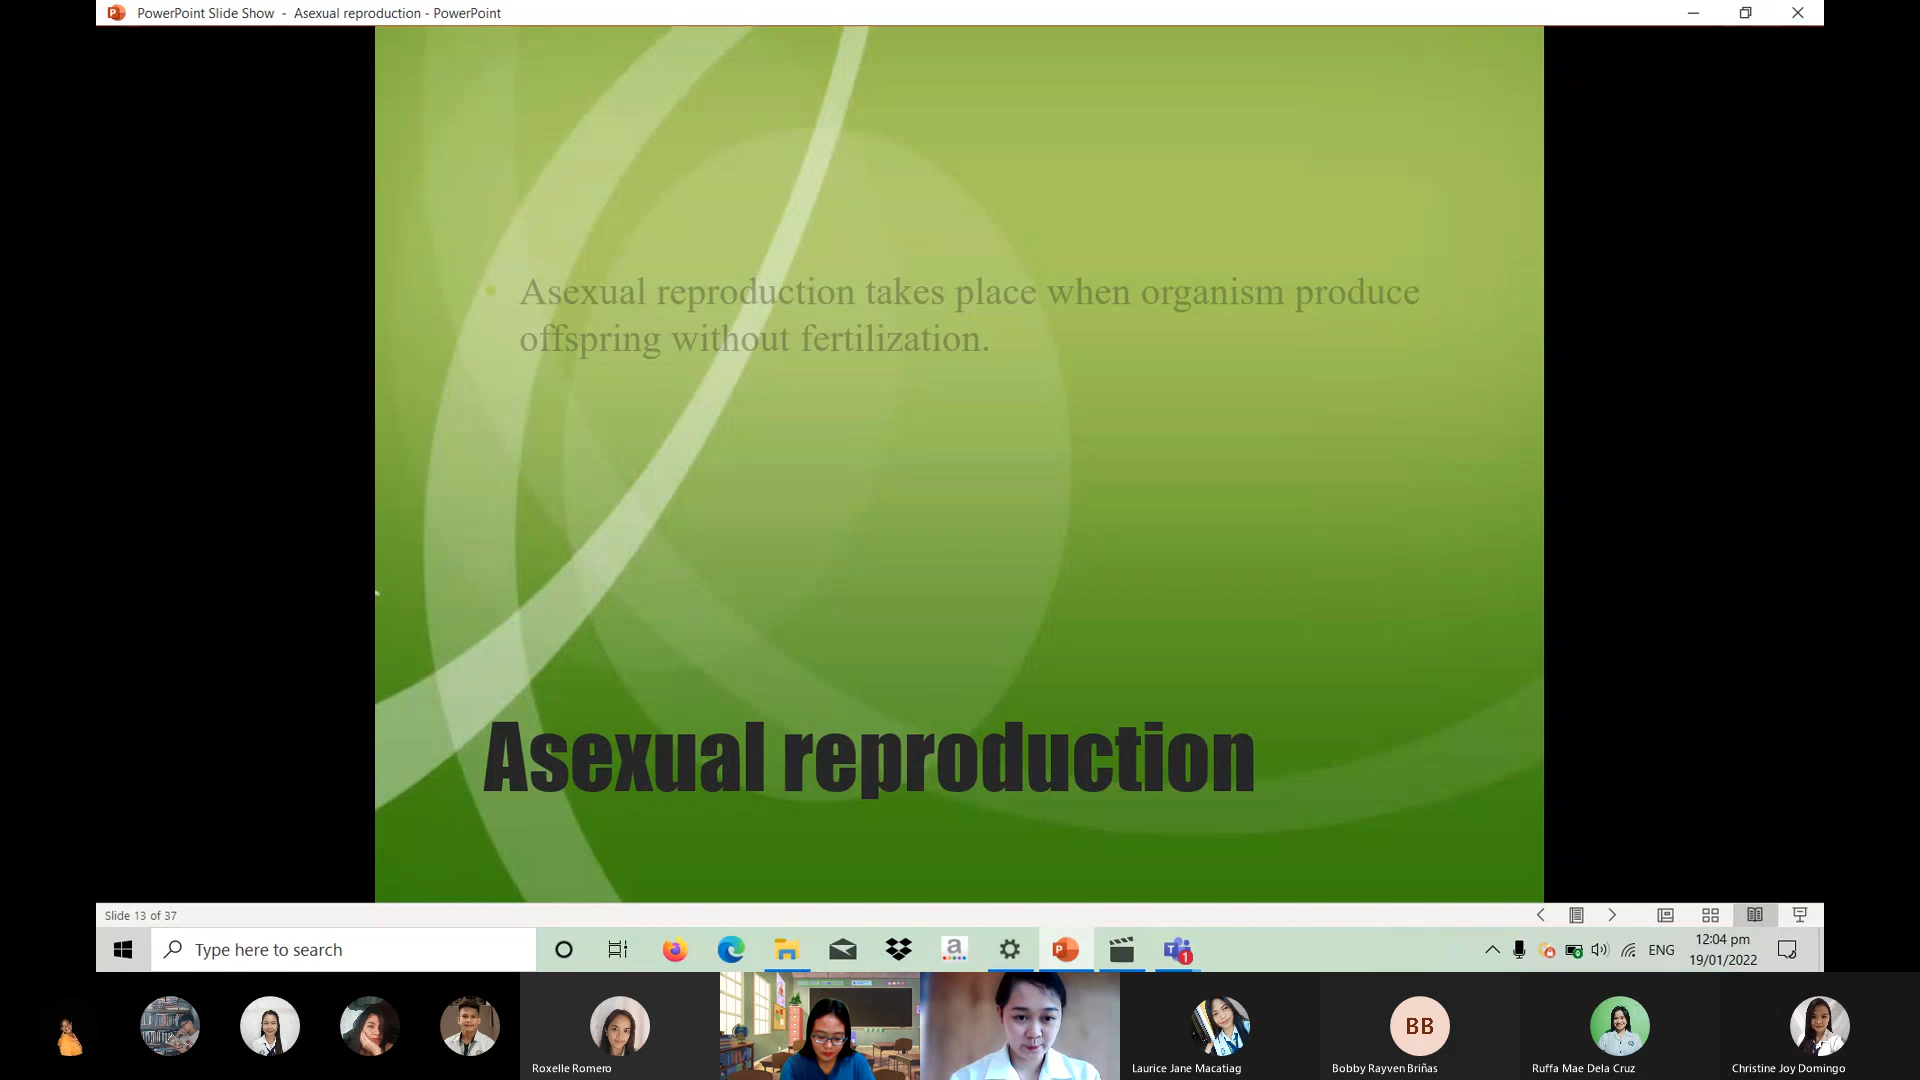 PowerPoint Slide Show - Asexual reproduction - PowerPoint
• Asexual reproduction takes place when organism produce
offspring without fertilization.
Asexual reproduction
Slide 13 of 37
Type here to search
a
1
ENG
12:04 pm
19/01/2022
BB
Roxelle Romero
Laurice Jane Macatiag
Bobby Rayven Briñas
Ruffa Mae Dela Cruz
Christine Joy Domingo